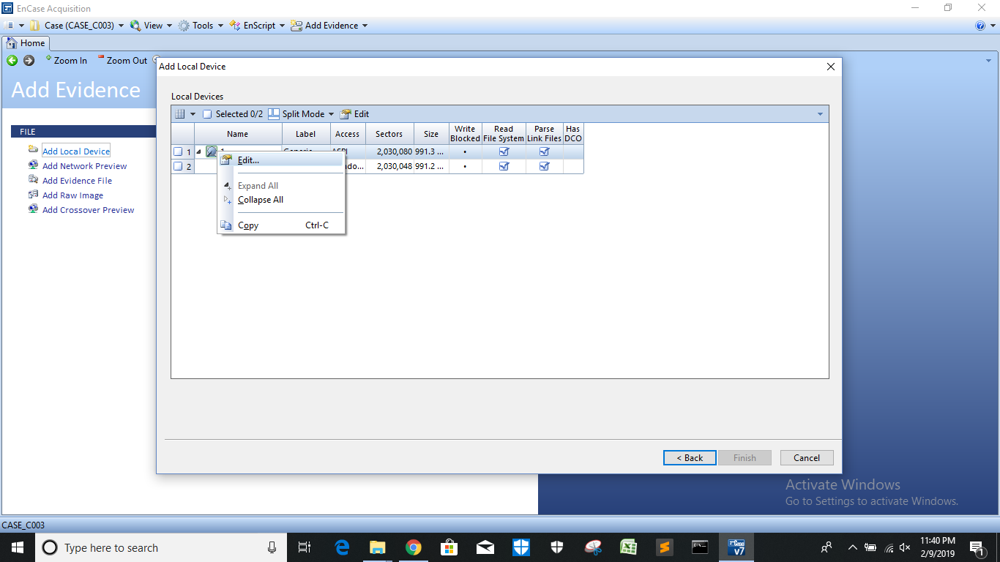 EnCase Acquisition
Case (CASE_C003) View Tools EnScript Add Evidence
Home
Zoom In Zoom Out
Add Evidence
FILE
Add Local Device
Add Network Preview
Add Evidence File
Add Raw Image
Add Crossover Preview
Add Local Device
Local Devices
Selected 0/2 Split Mode Edit
Name Label Access Sectors Size Write Blocked Read File System Parse Link Files Has DCO
1 2,030,080 991.3 ...
2 2,030,048 991.2 ...
Edit...
Expand All
Collapse All
Copy Ctrl-C
< Back Finish Cancel
Activate Windows
Go to Settings to activate Windows.
CASE_C003
Type here to search
v7
11:40 PM
2/9/2019
1